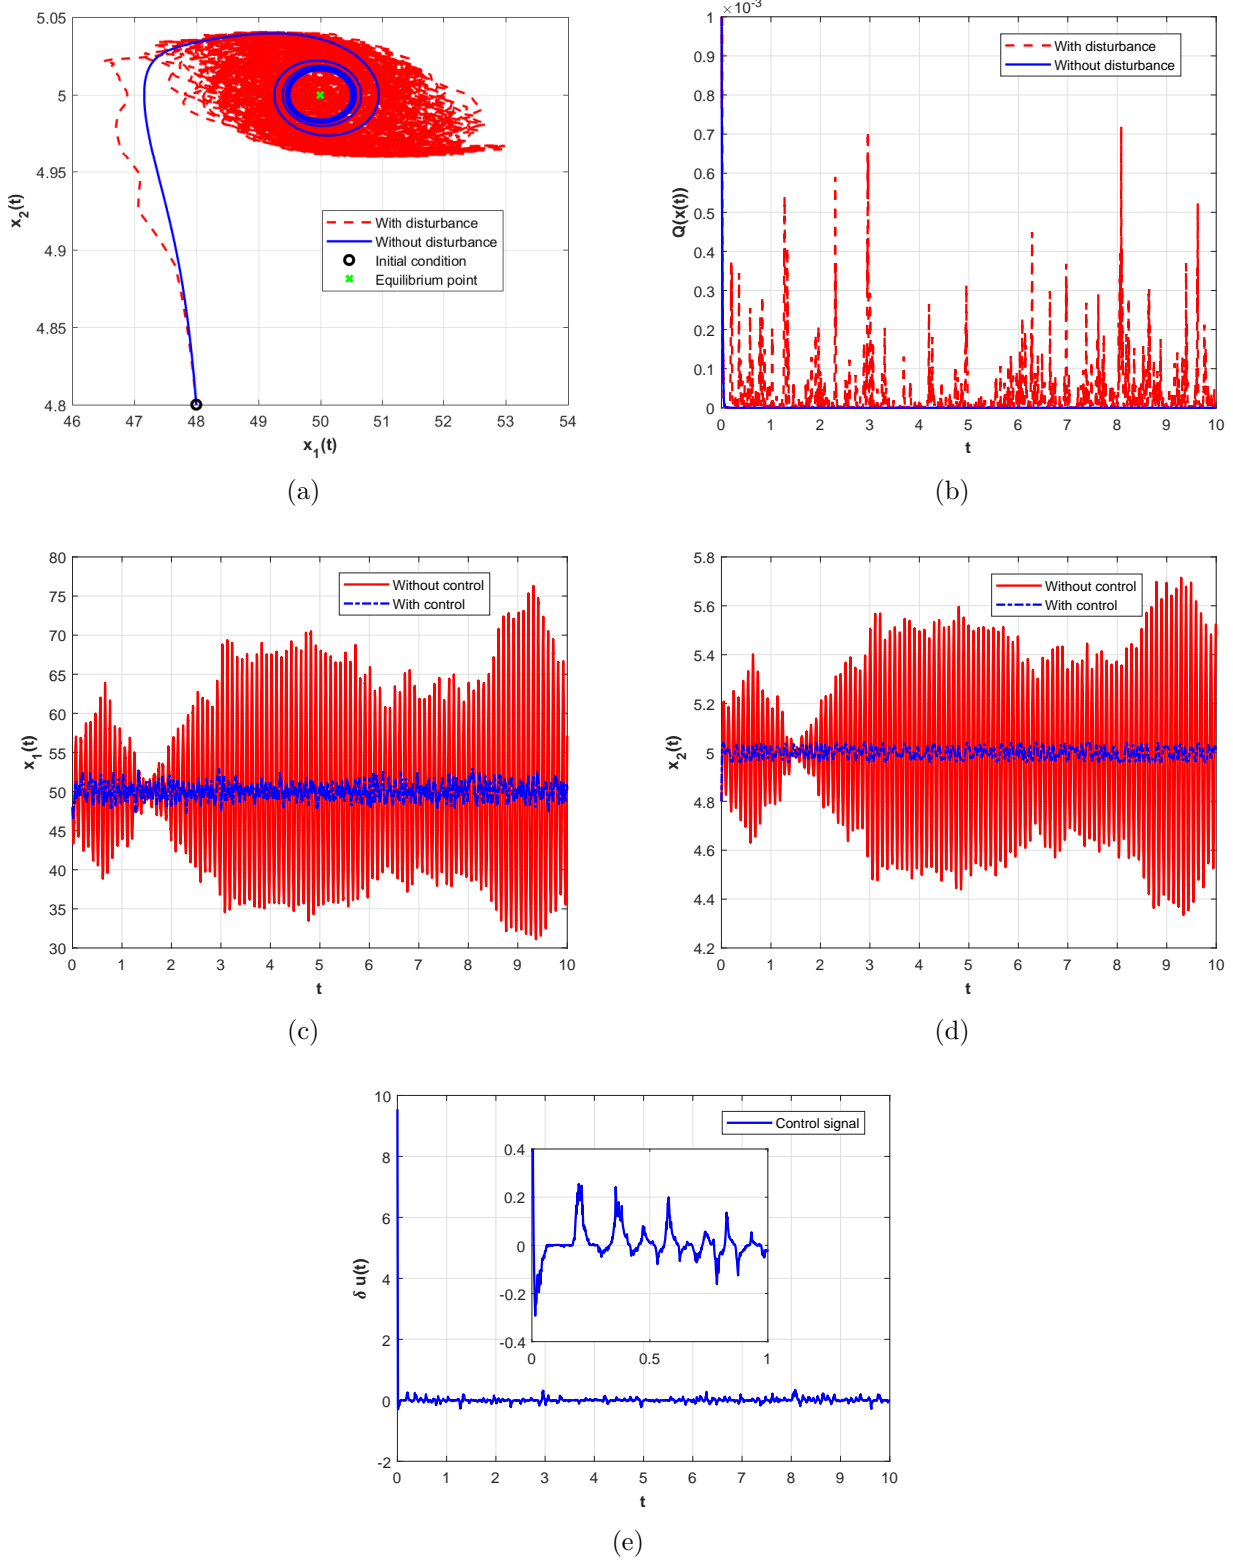 5.05
5
4.95
4.9
4.85
4.8
x2(t)
With disturbance
Without disturbance
Initial condition
Equilibrium point
46 47 48 49 50 51 52 53 54
x1(t)
(a)
×10-3
1
0.9
0.8
0.7
0.6
0.5
0.4
0.3
0.2
0.1
0
Q(x(t))
With disturbance
Without disturbance
0 1 2 3 4 5 6 7 8 9 10
t
(b)
80
75
70
65
60
55
50
45
40
35
30
x1(t)
Without control
With control
0 1 2 3 4 5 6 7 8 9 10
t
(c)
5.8
5.6
5.4
5.2
5
4.8
4.6
4.4
4.2
x2(t)
Without control
With control
0 1 2 3 4 5 6 7 8 9 10
t
(d)
10
8
6
4
2
0
-2
δ u(t)
Control signal
0.4
0.2
0
-0.2
-0.4
0 0.5 1
0 1 2 3 4 5 6 7 8 9 10
t
(e)